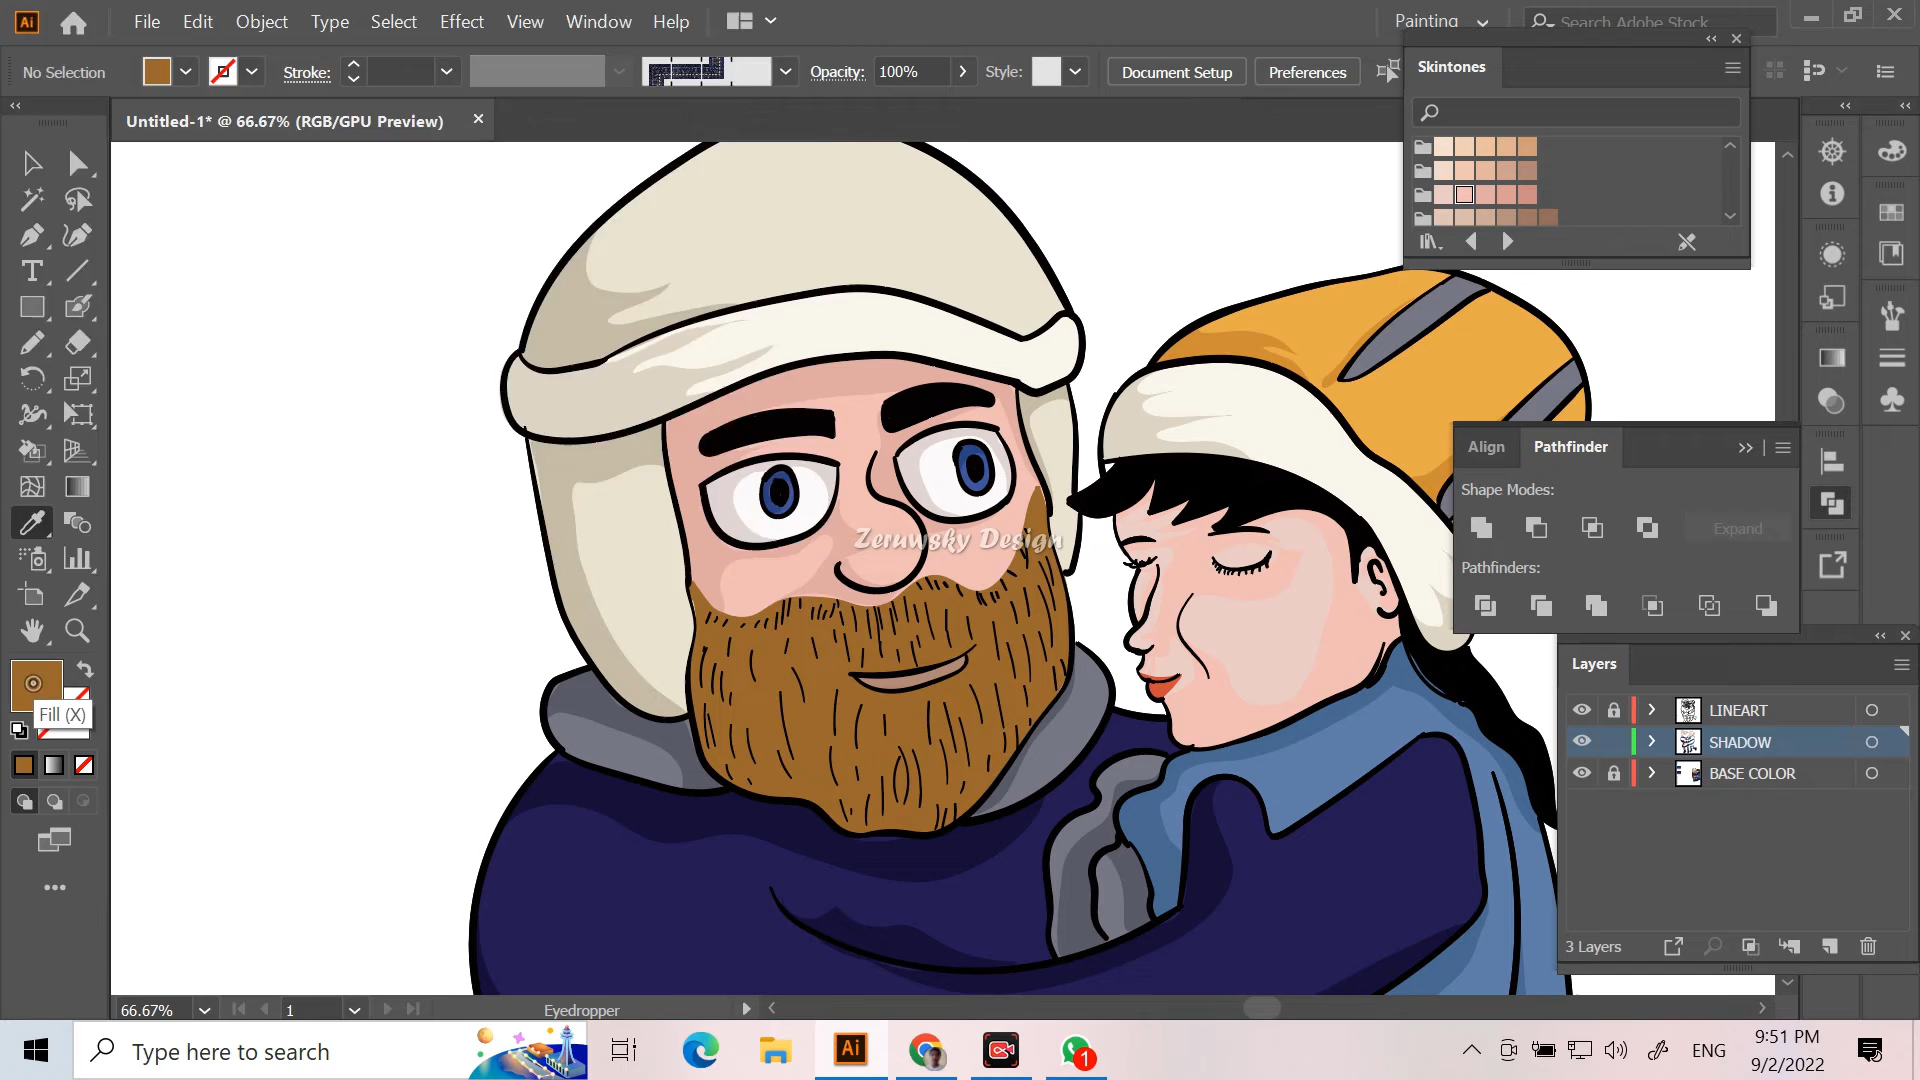 Ai
File Edit Object Type Select Effect View Window Help
Painting
Search Adobe Stock
No Selection
Stroke:
Opacity: 100%
Style:
Document Setup
Preferences
Skintones
Untitled-1* @ 66.67% (RGB/GPU Preview)
Align Pathfinder
Shape Modes:
Expand
Pathfinders:
Zeruwsky Design
Layers
LINEART
SHADOW
BASE COLOR
Fill (X)
3 Layers
66.67%
1
Eyedropper
Type here to search
Ai
1
ENG
9:51 PM
9/2/2022